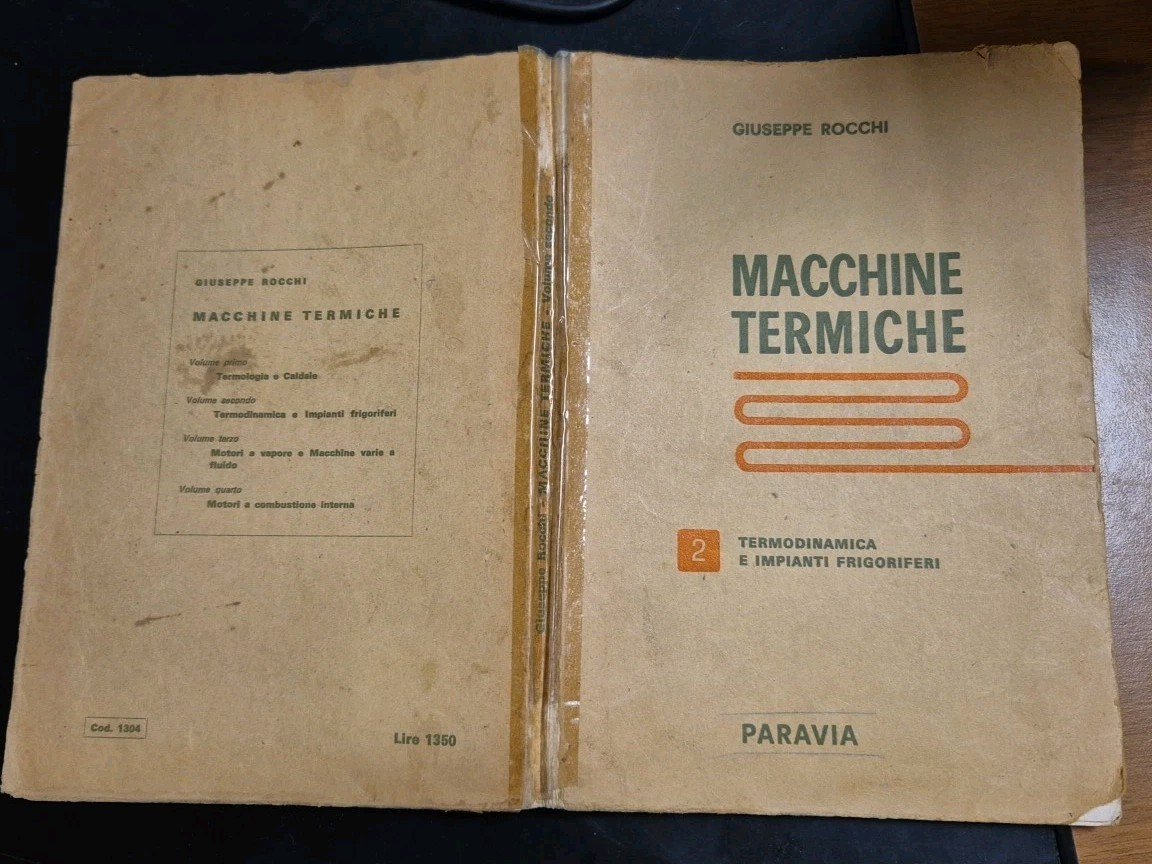 GIUSEPPE ROCCHI
MACCHINE TERMICHE
Volume primo
Termologia e Caldaie
Volume secondo
Termodinamica e Impianti frigoriferi
Volume terzo
Motori a vapore e Macchine varie a
fluido
Volume quarto
Motori a combustione interna
Cod. 1304
Lire 1350
Giuseppe Rocchi - MACCHINE TERMICHE - Volume secondo
GIUSEPPE ROCCHI
MACCHINE
TERMICHE
2
TERMODINAMICA
E IMPIANTI FRIGORIFERI
PARAVIA